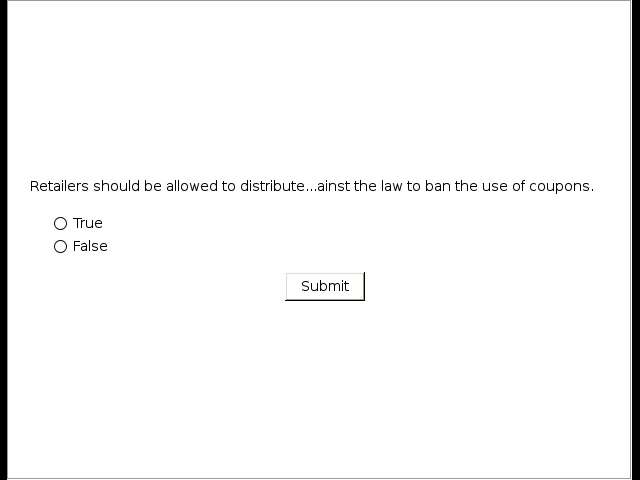 Retailers should be allowed to distribute...ainst the law to ban the use of coupons.
True
False
Submit